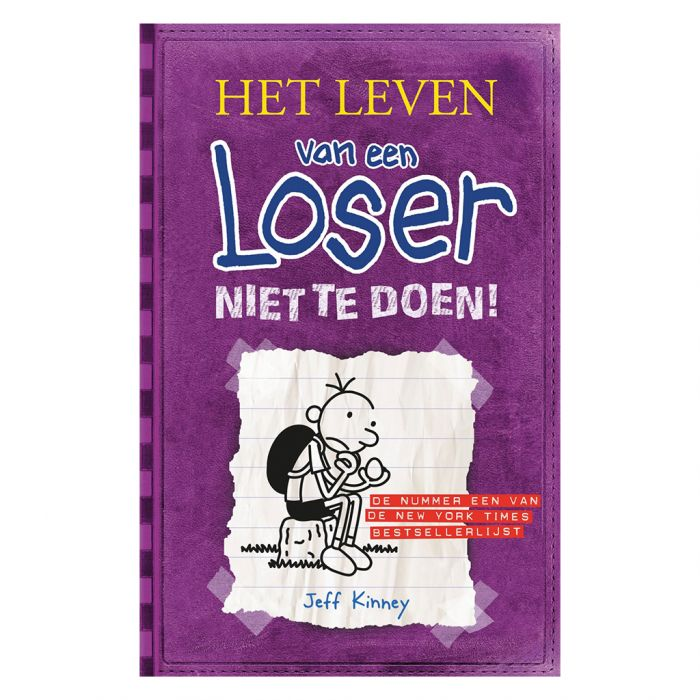 HET LEVEN
van een
Loser
NIET TE DOEN!
DE NUMMER EEN VAN
DE NEW YORK TIMES
BESTSELLERLIJST
Jeff Kinney